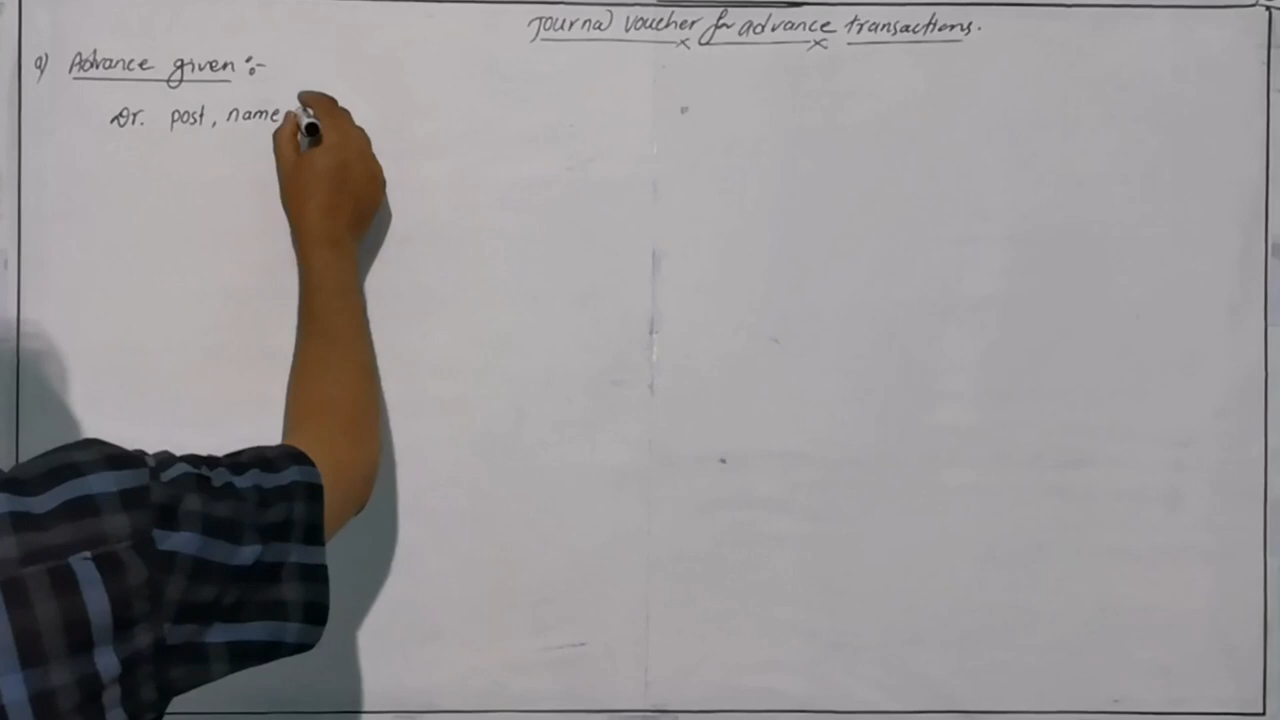 Journal voucher for advance transactions.
a) Advance given :-
Dr. post, name